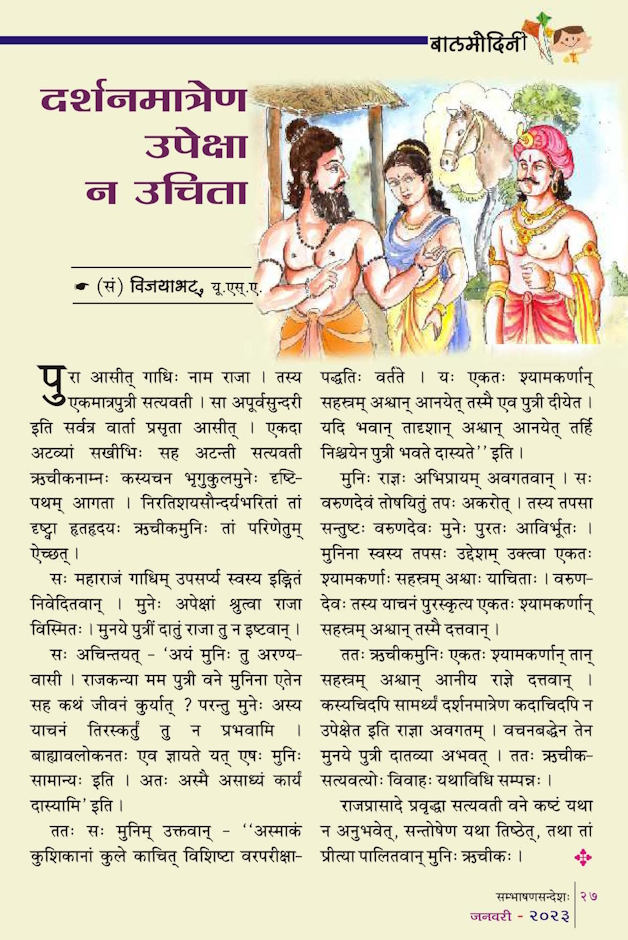 बालमोदिनी
दर्शनमात्रेण
उपेक्षा
न उचिता
☛ (सं) विजयाभट्, यू.एस्.ए.
पुरा आसीत् गाधिः नाम राजा । तस्य
एकमात्रपुत्री सत्यवती । सा अपूर्वसुन्दरी
इति सर्वत्र वार्ता प्रसृता आसीत् । एकदा
अटव्यां सखीभिः सह अटन्ती सत्यवती
ऋचीकनाम्नः कस्यचन भृगुकुलमुनेः दृष्टि-
पथम् आगता । निरतिशयसौन्दर्यभरितां तां
दृष्ट्वा हृतहृदयः ऋचीकमुनिः तां परिणेतुम्
ऐच्छत् ।
सः महाराजं गाधिम् उपसर्प्य स्वस्य इङ्गितं
निवेदितवान् । मुनेः अपेक्षां श्रुत्वा राजा
विस्मितः । मुनये पुत्रीं दातुं राजा तु न इष्टवान् ।
सः अचिन्तयत् - ‘अयं मुनिः तु अरण्य-
वासी । राजकन्या मम पुत्री वने मुनिना एतेन
सह कथं जीवनं कुर्यात् ? परन्तु मुनेः अस्य
याचनं तिरस्कर्तुं तु न प्रभवामि ।
बाह्यावलोकनतः एव ज्ञायते यत् एषः मुनिः
सामान्यः इति । अतः अस्मै असाध्यं कार्यं
दास्यामि’ इति ।
ततः सः मुनिम् उक्तवान् - ‘‘अस्माकं
कुशिकानां कुले काचित् विशिष्टा वरपरीक्षा-
पद्धतिः वर्तते । यः एकतः श्यामकर्णान्
सहस्रम् अश्वान् आनयेत् तस्मै एव पुत्री दीयेत ।
यदि भवान् तादृशान् अश्वान् आनयेत् तर्हि
निश्चयेन पुत्री भवते दास्यते’’ इति ।
मुनिः राज्ञः अभिप्रायम् अवगतवान् । सः
वरुणदेवं तोषयितुं तपः अकरोत् । तस्य तपसा
सन्तुष्टः वरुणदेवः मुनेः पुरतः आविर्भूतः ।
मुनिना स्वस्य तपसः उद्देशम् उक्त्वा एकतः
श्यामकर्णाः सहस्रम् अश्वाः याचिताः । वरुण-
देवः तस्य याचनं पुरस्कृत्य एकतः श्यामकर्णान्
सहस्रम् अश्वान् तस्मै दत्तवान् ।
ततः ऋचीकमुनिः एकतः श्यामकर्णान् तान्
सहस्रम् अश्वान् आनीय राज्ञे दत्तवान् ।
कस्यचिदपि सामर्थ्यं दर्शनमात्रेण कदाचिदपि न
उपेक्षेत इति राज्ञा अवगतम् । वचनबद्धेन तेन
मुनये पुत्री दातव्या अभवत् । ततः ऋचीक-
सत्यवत्योः विवाहः यथाविधि सम्पन्नः ।
राजप्रासादे प्रवृद्धा सत्यवती वने कष्टं यथा
न अनुभवेत्, सन्तोषेण यथा तिष्ठेत्, तथा तां
प्रीत्या पालितवान् मुनिः ऋचीकः ।
सम्भाषणसन्देशः २७
जनवरी - २०२३